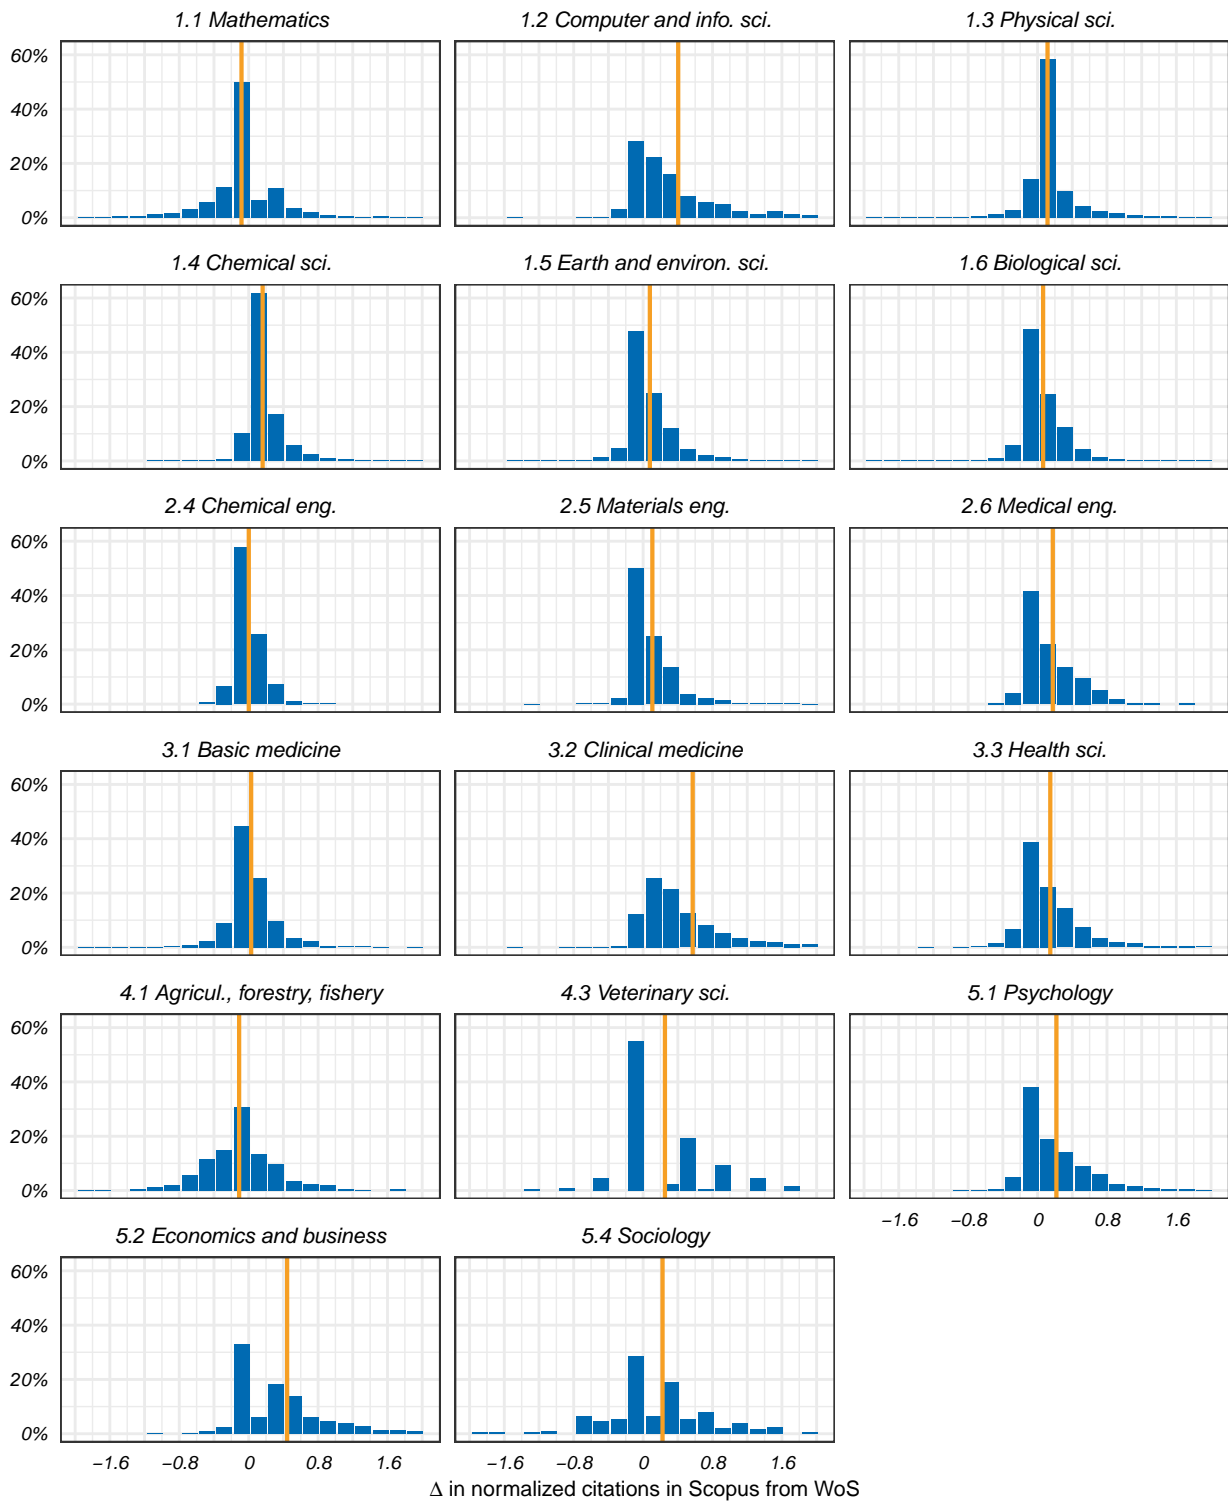 1.1 Mathematics 1.2 Computer and info. sci. 1.3 Physical sci.
60%
40%
20%
0%
1.4 Chemical sci. 1.5 Earth and environ. sci. 1.6 Biological sci.
60%
40%
20%
0%
2.4 Chemical eng. 2.5 Materials eng. 2.6 Medical eng.
60%
40%
20%
0%
3.1 Basic medicine 3.2 Clinical medicine 3.3 Health sci.
60%
40%
20%
0%
4.1 Agricul., forestry, fishery 4.3 Veterinary sci. 5.1 Psychology
60%
40%
20%
0%
−1.6 −0.8 0 0.8 1.6
5.2 Economics and business 5.4 Sociology
60%
40%
20%
0%
−1.6 −0.8 0 0.8 1.6 −1.6 −0.8 0 0.8 1.6
Δ in normalized citations in Scopus from WoS